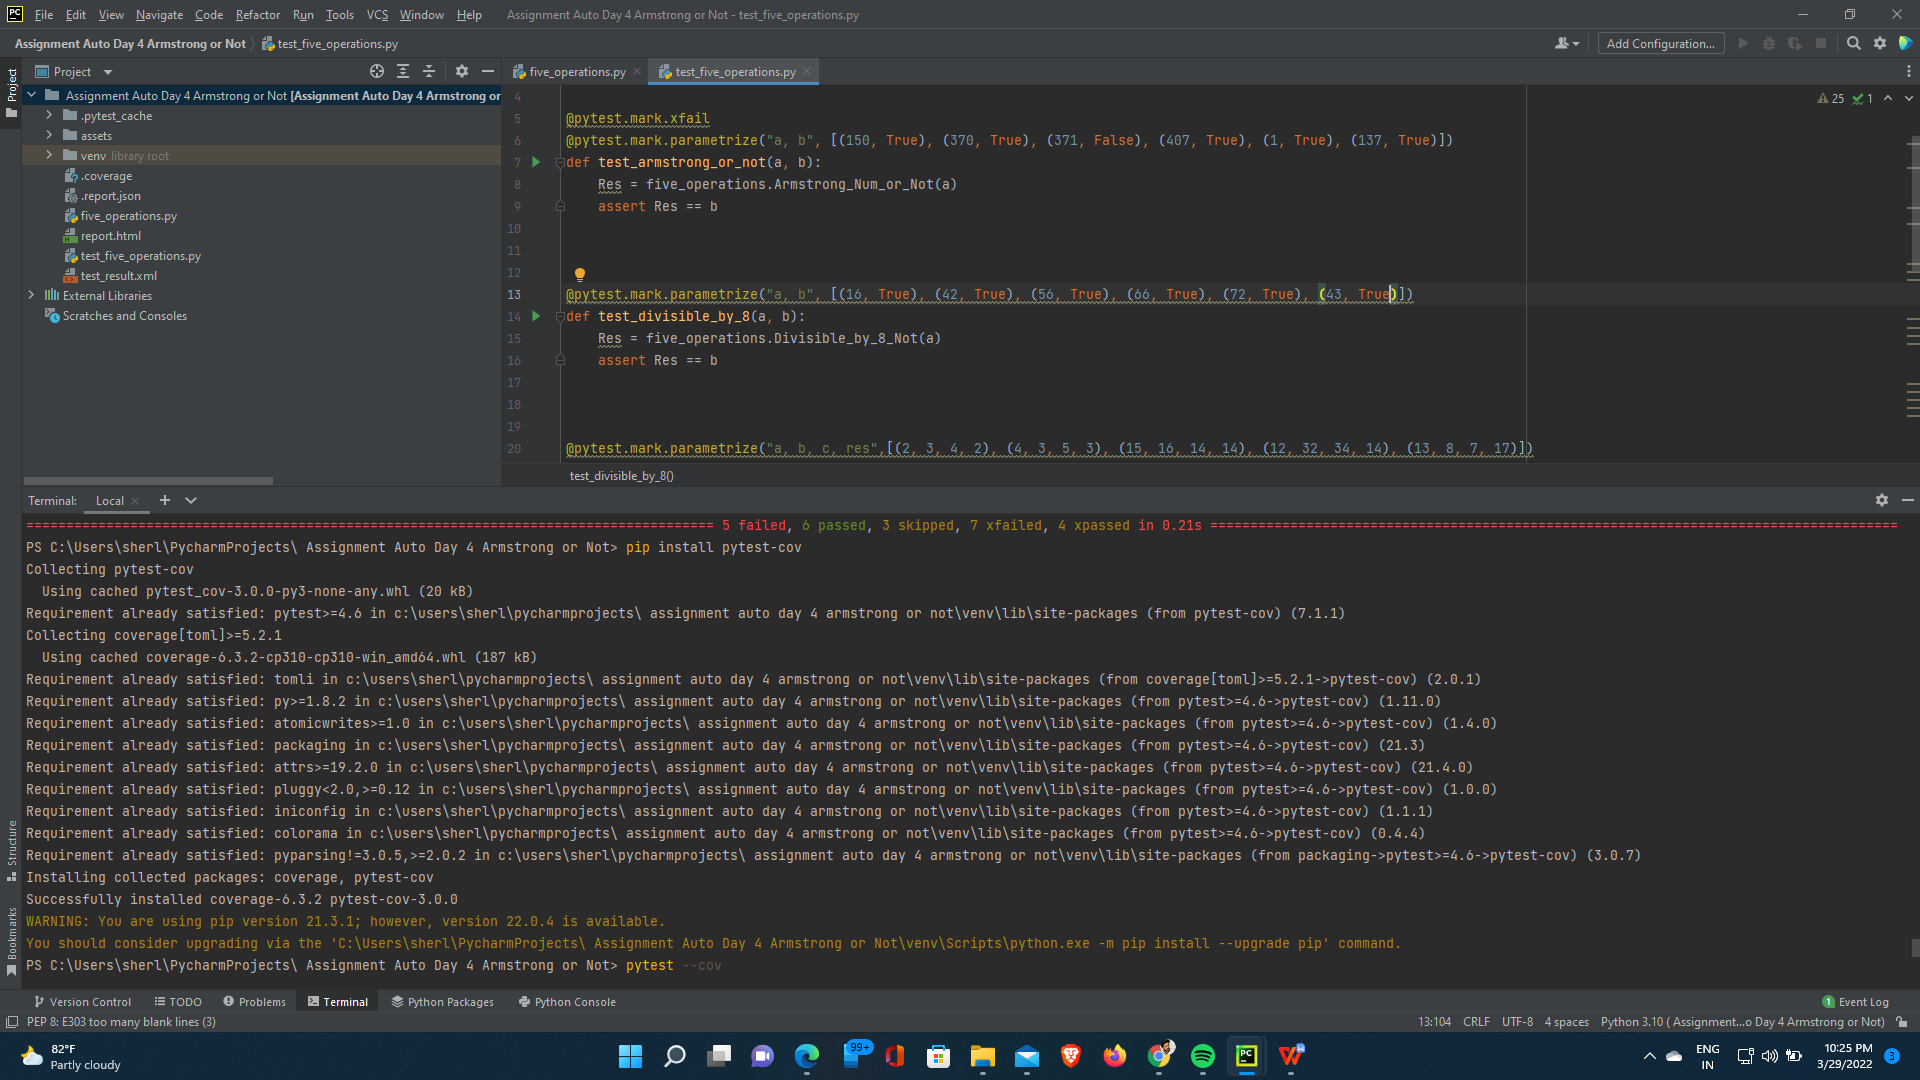 PC File Edit View Navigate Code Refactor Run Tools VCS Window Help Assignment Auto Day 4 Armstrong or Not - test_five_operations.py
Assignment Auto Day 4 Armstrong or Not test_five_operations.py Add Configuration...
Project
Project
five_operations.py test_five_operations.py
Assignment Auto Day 4 Armstrong or Not [Assignment Auto Day 4 Armstrong or
.pytest_cache
assets
venv library root
.coverage
.report.json
five_operations.py
report.html
test_five_operations.py
test_result.xml
External Libraries
Scratches and Consoles
25 1
4
5 @pytest.mark.xfail
6 @pytest.mark.parametrize("a, b", [(150, True), (370, True), (371, False), (407, True), (1, True), (137, True)])
7 def test_armstrong_or_not(a, b):
8 Res = five_operations.Armstrong_Num_or_Not(a)
9 assert Res == b
10
11
12
13 @pytest.mark.parametrize("a, b", [(16, True), (42, True), (56, True), (66, True), (72, True), (43, True)])
14 def test_divisible_by_8(a, b):
15 Res = five_operations.Divisible_by_8_Not(a)
16 assert Res == b
17
18
19
20 @pytest.mark.parametrize("a, b, c, res",[(2, 3, 4, 2), (4, 3, 5, 3), (15, 16, 14, 14), (12, 32, 34, 14), (13, 8, 7, 17)])
test_divisible_by_8()
Terminal: Local
====================================================================================== 5 failed, 6 passed, 3 skipped, 7 xfailed, 4 xpassed in 0.21s ======================================================================================
PS C:\Users\sherl\PycharmProjects\ Assignment Auto Day 4 Armstrong or Not> pip install pytest-cov
Collecting pytest-cov
Using cached pytest_cov-3.0.0-py3-none-any.whl (20 kB)
Requirement already satisfied: pytest>=4.6 in c:\users\sherl\pycharmprojects\ assignment auto day 4 armstrong or not\venv\lib\site-packages (from pytest-cov) (7.1.1)
Collecting coverage[toml]>=5.2.1
Using cached coverage-6.3.2-cp310-cp310-win_amd64.whl (187 kB)
Requirement already satisfied: tomli in c:\users\sherl\pycharmprojects\ assignment auto day 4 armstrong or not\venv\lib\site-packages (from coverage[toml]>=5.2.1->pytest-cov) (2.0.1)
Requirement already satisfied: py>=1.8.2 in c:\users\sherl\pycharmprojects\ assignment auto day 4 armstrong or not\venv\lib\site-packages (from pytest>=4.6->pytest-cov) (1.11.0)
Requirement already satisfied: atomicwrites>=1.0 in c:\users\sherl\pycharmprojects\ assignment auto day 4 armstrong or not\venv\lib\site-packages (from pytest>=4.6->pytest-cov) (1.4.0)
Requirement already satisfied: packaging in c:\users\sherl\pycharmprojects\ assignment auto day 4 armstrong or not\venv\lib\site-packages (from pytest>=4.6->pytest-cov) (21.3)
Requirement already satisfied: attrs>=19.2.0 in c:\users\sherl\pycharmprojects\ assignment auto day 4 armstrong or not\venv\lib\site-packages (from pytest>=4.6->pytest-cov) (21.4.0)
Requirement already satisfied: pluggy<2.0,>=0.12 in c:\users\sherl\pycharmprojects\ assignment auto day 4 armstrong or not\venv\lib\site-packages (from pytest>=4.6->pytest-cov) (1.0.0)
Requirement already satisfied: iniconfig in c:\users\sherl\pycharmprojects\ assignment auto day 4 armstrong or not\venv\lib\site-packages (from pytest>=4.6->pytest-cov) (1.1.1)
Requirement already satisfied: colorama in c:\users\sherl\pycharmprojects\ assignment auto day 4 armstrong or not\venv\lib\site-packages (from pytest>=4.6->pytest-cov) (0.4.4)
Requirement already satisfied: pyparsing!=3.0.5,>=2.0.2 in c:\users\sherl\pycharmprojects\ assignment auto day 4 armstrong or not\venv\lib\site-packages (from packaging->pytest>=4.6->pytest-cov) (3.0.7)
Installing collected packages: coverage, pytest-cov
Successfully installed coverage-6.3.2 pytest-cov-3.0.0
WARNING: You are using pip version 21.3.1; however, version 22.0.4 is available.
You should consider upgrading via the 'C:\Users\sherl\PycharmProjects\ Assignment Auto Day 4 Armstrong or Not\venv\Scripts\python.exe -m pip install --upgrade pip' command.
PS C:\Users\sherl\PycharmProjects\ Assignment Auto Day 4 Armstrong or Not> pytest --cov
Structure
Bookmarks
Version Control TODO Problems Terminal Python Packages Python Console 1 Event Log
PEP 8: E303 too many blank lines (3) 13:104 CRLF UTF-8 4 spaces Python 3.10 ( Assignment...o Day 4 Armstrong or Not)
82°F
Partly cloudy
99+
PC
W
ENG
IN
10:25 PM
3/29/2022
3